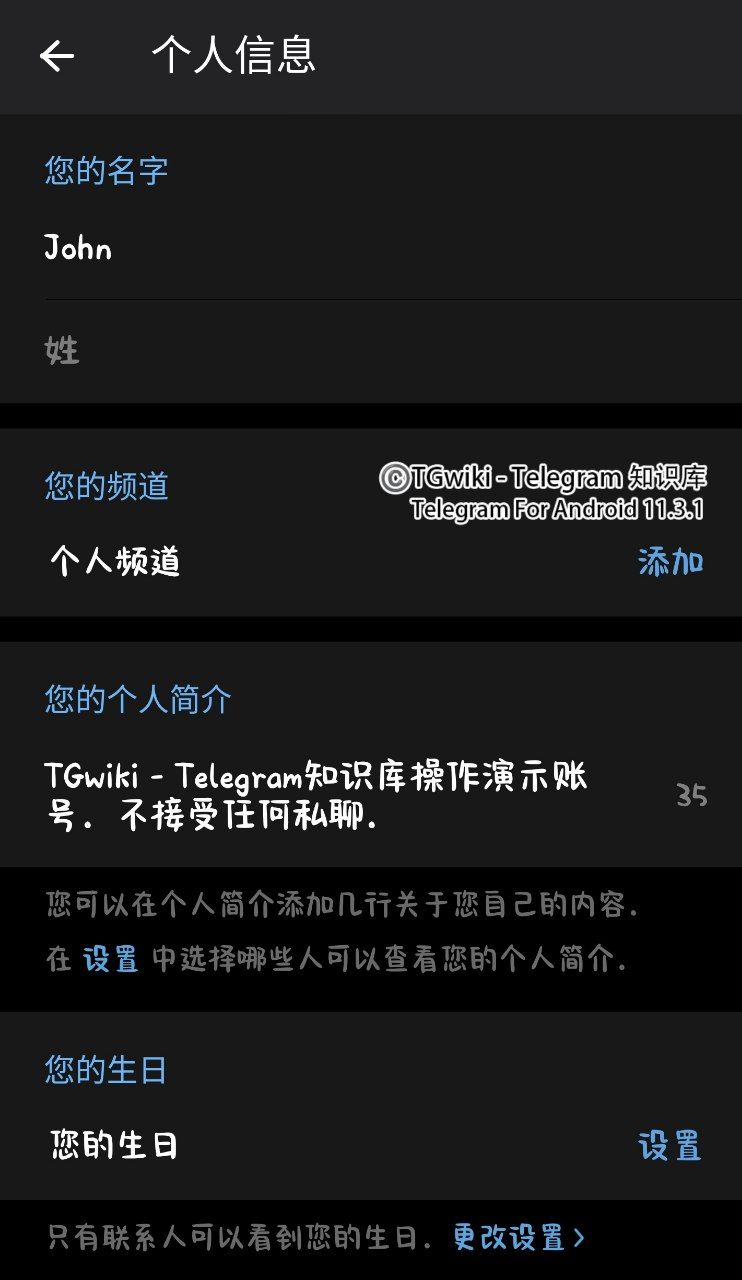 个人信息
您的名字
John
姓
您的频道
©TGwiki - Telegram 知识库
Telegram For Android 11.3.1
个人频道 添加
您的个人简介
TGwiki - Telegram知识库操作演示账
号. 不接受任何私聊. 35
您可以在个人简介添加几行关于您自己的内容.
在 设置 中选择哪些人可以查看您的个人简介.
您的生日
您的生日 设置
只有联系人可以看到您的生日. 更改设置>